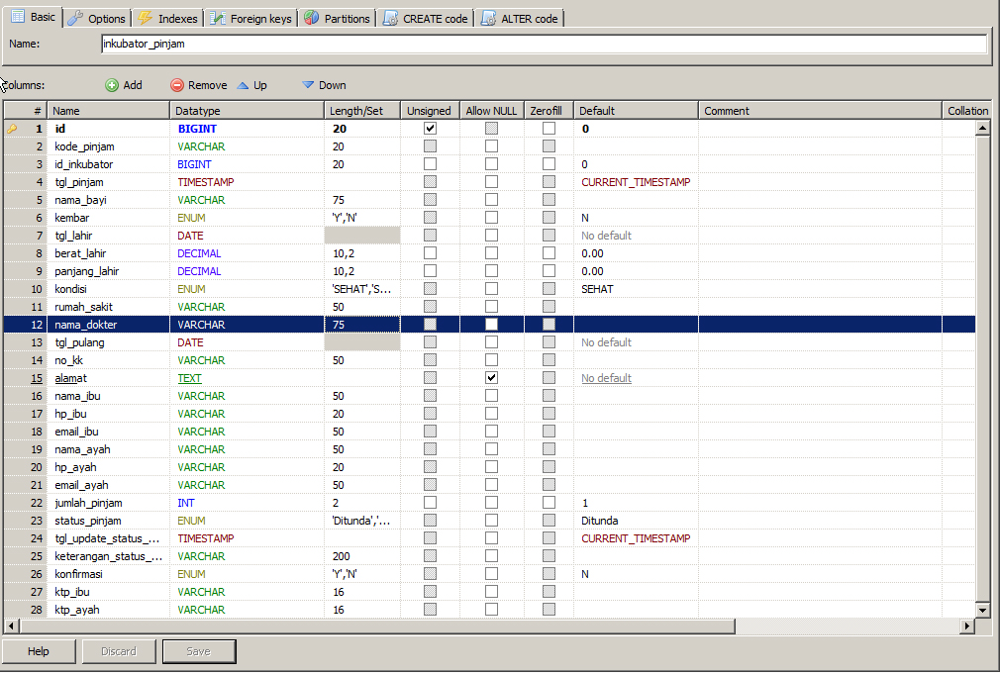 Basic Options Indexes Foreign keys Partitions CREATE code ALTER code
Name: inkubator_pinjam
Columns: Add Remove Up Down
# Name Datatype Length/Set Unsigned Allow NULL Zerofill Default Comment Collation
1 id BIGINT 20 0
2 kode_pinjam VARCHAR 20
3 id_inkubator BIGINT 20 0
4 tgl_pinjam TIMESTAMP CURRENT_TIMESTAMP
5 nama_bayi VARCHAR 75
6 kembar ENUM 'Y','N' N
7 tgl_lahir DATE No default
8 berat_lahir DECIMAL 10,2 0.00
9 panjang_lahir DECIMAL 10,2 0.00
10 kondisi ENUM 'SEHAT','S... SEHAT
11 rumah_sakit VARCHAR 50
12 nama_dokter VARCHAR 75
13 tgl_pulang DATE No default
14 no_kk VARCHAR 50
15 alamat TEXT No default
16 nama_ibu VARCHAR 50
17 hp_ibu VARCHAR 20
18 email_ibu VARCHAR 50
19 nama_ayah VARCHAR 50
20 hp_ayah VARCHAR 20
21 email_ayah VARCHAR 50
22 jumlah_pinjam INT 2 1
23 status_pinjam ENUM 'Ditunda','... Ditunda
24 tgl_update_status_... TIMESTAMP CURRENT_TIMESTAMP
25 keterangan_status_... VARCHAR 200
26 konfirmasi ENUM 'Y','N' N
27 ktp_ibu VARCHAR 16
28 ktp_ayah VARCHAR 16
Help Discard Save